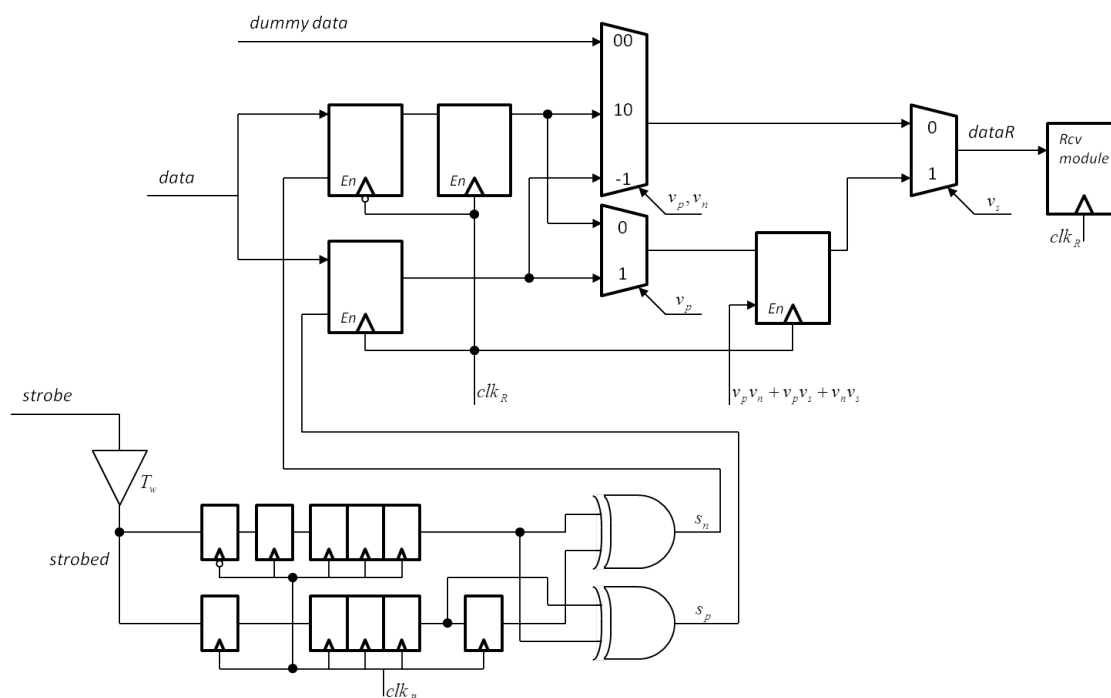 dummy data
00
10
-1
data
En
En
v_p, v_n
0
1
dataR
Rcv
module
v_s
clk_R
0
1
v_p
En
En
clk_R
v_p v_n + v_p v_s + v_n v_s
strobe
T_w
strobed
s_n
s_p
clk_R